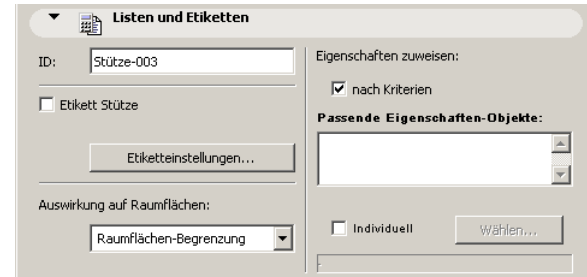 Listen und Etiketten
ID:
Stütze-003
Etikett Stütze
Etiketteinstellungen...
Auswirkung auf Raumflächen:
Raumflächen-Begrenzung
Eigenschaften zuweisen:
nach Kriterien
Passende Eigenschaften-Objekte:
Individuell
Wählen...